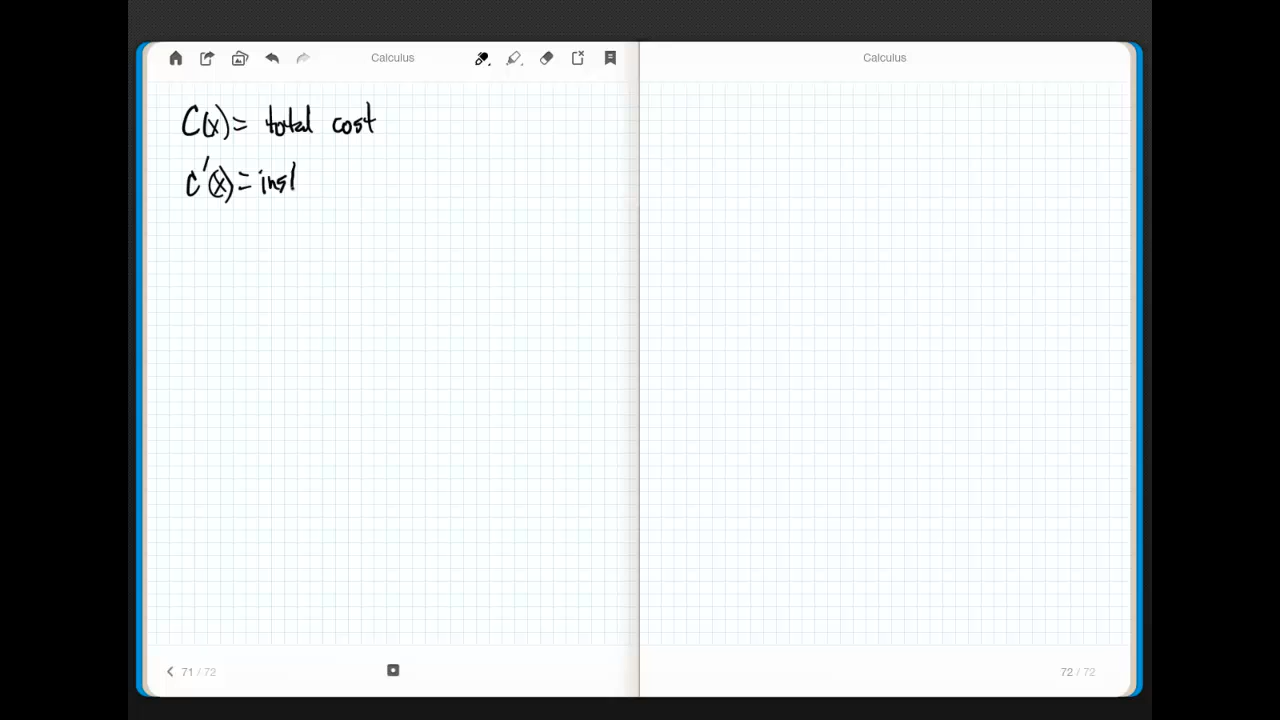 Calculus
Calculus
C(x) = total cost
C'(x) = inst
71 / 72
72 / 72